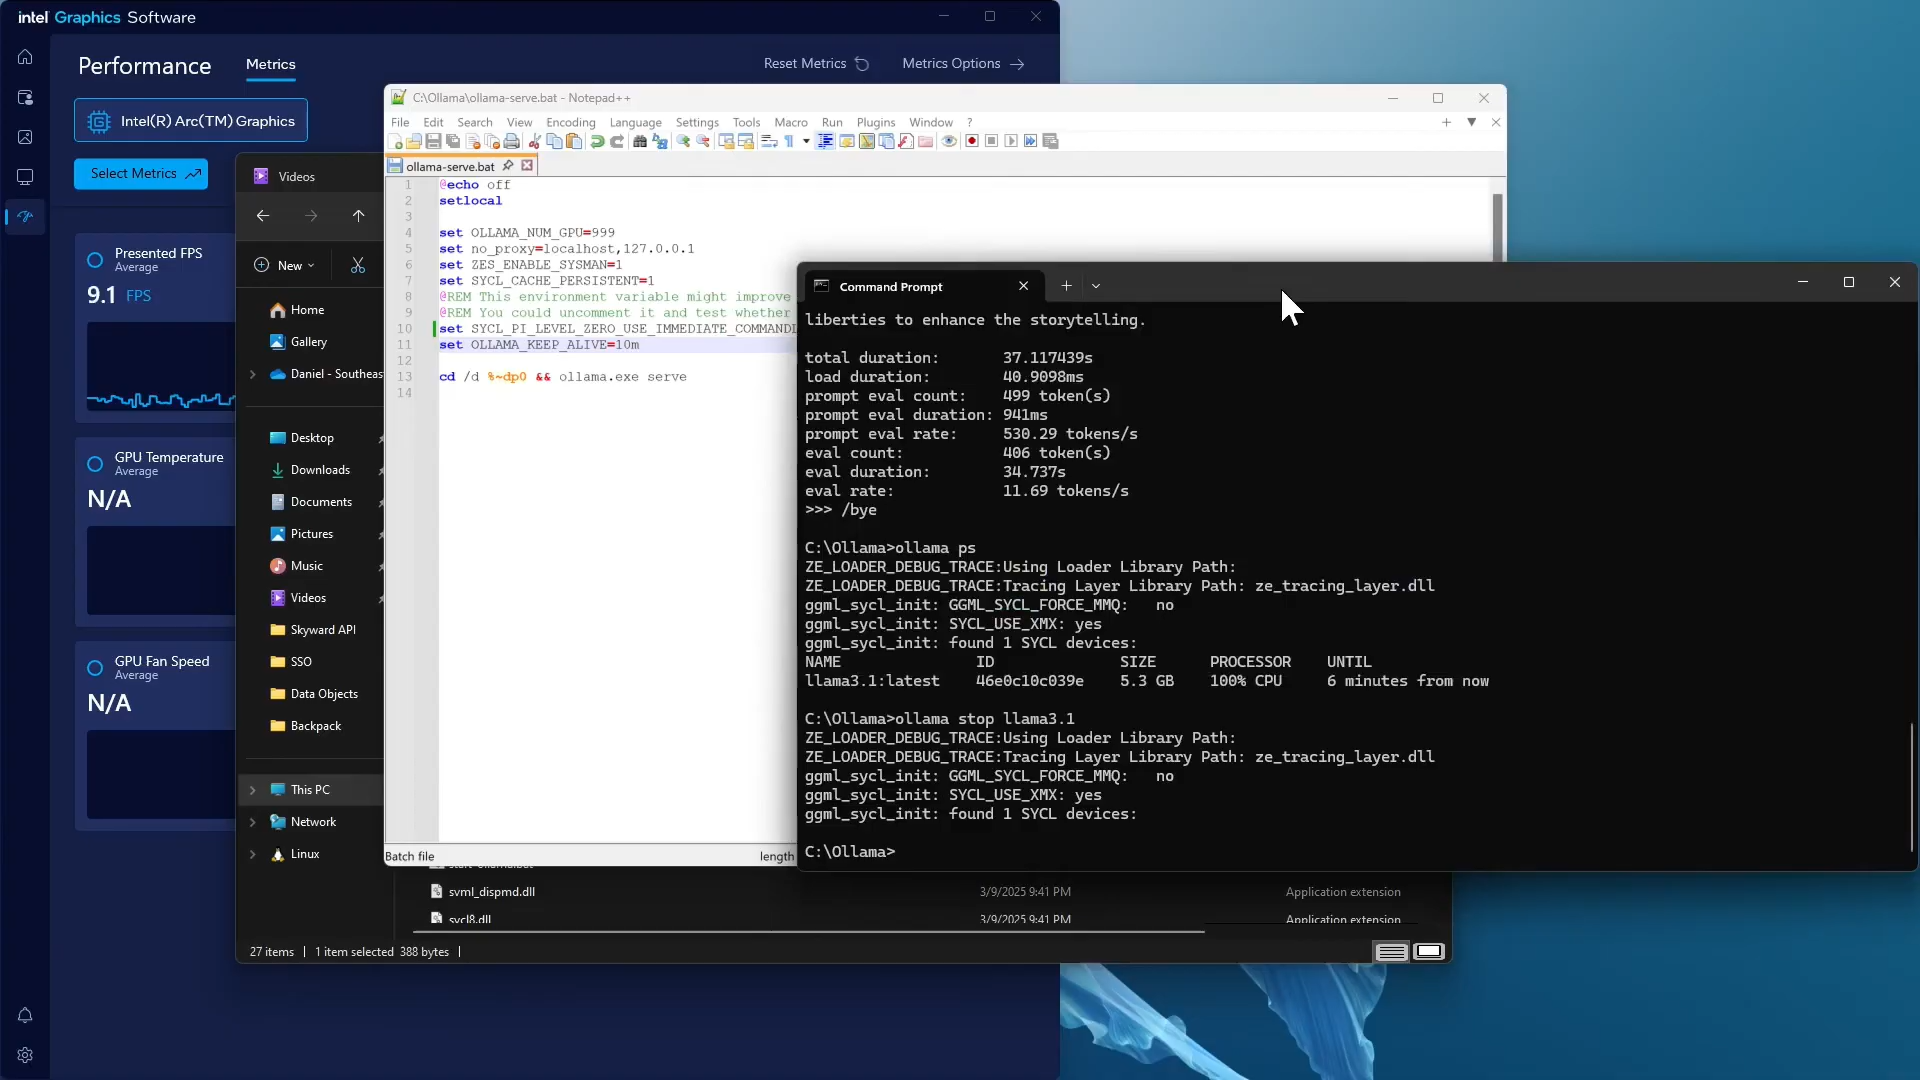 intel Graphics Software
Performance
Metrics
Reset Metrics
Metrics Options
Intel(R) Arc(TM) Graphics
Select Metrics
Presented FPS
Average
9.1 FPS
GPU Temperature
Average
N/A
GPU Fan Speed
Average
N/A
Videos
New
Home
Gallery
Daniel - Southeas
Desktop
Downloads
Documents
Pictures
Music
Videos
Skyward API
SSO
Data Objects
Backpack
This PC
Network
Linux
svml_dispmd.dll 3/9/2025 9:41 PM Application extension
sycl8.dll 3/9/2025 9:41 PM Application extension
27 items 1 item selected 388 bytes
C:\Ollama\ollama-serve.bat - Notepad++
File Edit Search View Encoding Language Settings Tools Macro Run Plugins Window ?
ollama-serve.bat
1 @echo off
2 setlocal
3
4 set OLLAMA_NUM_GPU=999
5 set no_proxy=localhost,127.0.0.1
6 set ZES_ENABLE_SYSMAN=1
7 set SYCL_CACHE_PERSISTENT=1
8 @REM This environment variable might improve
9 @REM You could uncomment it and test whether
10 set SYCL_PI_LEVEL_ZERO_USE_IMMEDIATE_COMMANDL
11 set OLLAMA_KEEP_ALIVE=10m
12
13 cd /d %~dp0 && ollama.exe serve
14
Batch file
length
Command Prompt
liberties to enhance the storytelling.
total duration: 37.117439s
load duration: 40.9098ms
prompt eval count: 499 token(s)
prompt eval duration: 941ms
prompt eval rate: 530.29 tokens/s
eval count: 406 token(s)
eval duration: 34.737s
eval rate: 11.69 tokens/s
>>> /bye
C:\Ollama>ollama ps
ZE_LOADER_DEBUG_TRACE:Using Loader Library Path:
ZE_LOADER_DEBUG_TRACE:Tracing Layer Library Path: ze_tracing_layer.dll
ggml_sycl_init: GGML_SYCL_FORCE_MMQ: no
ggml_sycl_init: SYCL_USE_XMX: yes
ggml_sycl_init: found 1 SYCL devices:
NAME ID SIZE PROCESSOR UNTIL
llama3.1:latest 46e0c10c039e 5.3 GB 100% CPU 6 minutes from now
C:\Ollama>ollama stop llama3.1
ZE_LOADER_DEBUG_TRACE:Using Loader Library Path:
ZE_LOADER_DEBUG_TRACE:Tracing Layer Library Path: ze_tracing_layer.dll
ggml_sycl_init: GGML_SYCL_FORCE_MMQ: no
ggml_sycl_init: SYCL_USE_XMX: yes
ggml_sycl_init: found 1 SYCL devices:
C:\Ollama>